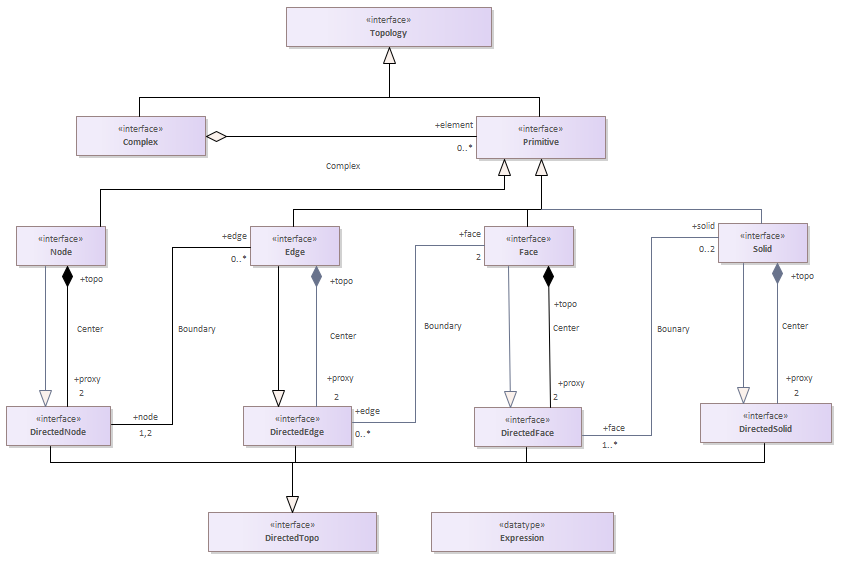 «interface»
Topology
«interface»
Complex
+element
0..*
«interface»
Primitive
Complex
«interface»
Node
+edge
0..*
«interface»
Edge
+face
2
«interface»
Face
+solid
0..2
«interface»
Solid
+topo
+topo
+topo
+topo
Center
Boundary
Center
Boundary
Center
Bounary
Center
+proxy
2
+proxy
2
+proxy
2
+proxy
2
«interface»
DirectedNode
+node
1,2
«interface»
DirectedEdge
+edge
0..*
«interface»
DirectedFace
+face
1..*
«interface»
DirectedSolid
«interface»
DirectedTopo
«datatype»
Expression